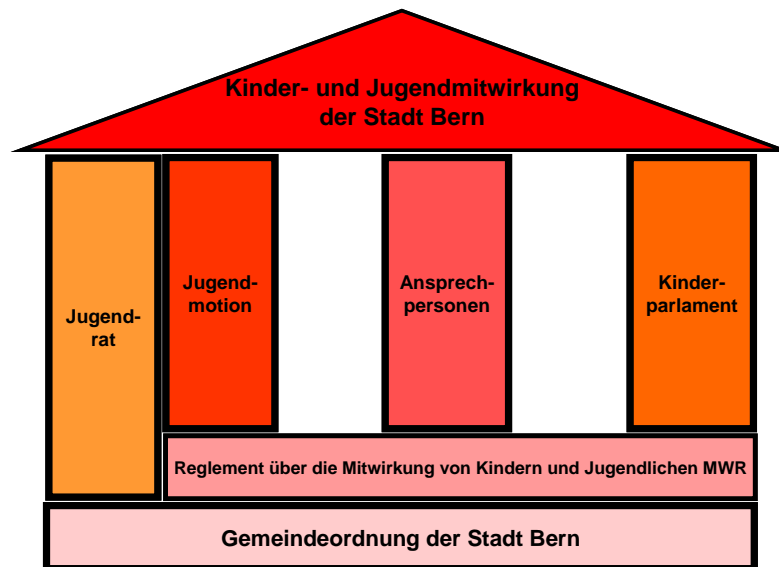 Kinder- und Jugendmitwirkung
der Stadt Bern
Jugend-
rat
Jugend-
motion
Ansprech-
personen
Kinder-
parlament
Reglement über die Mitwirkung von Kindern und Jugendlichen MWR
Gemeindeordnung der Stadt Bern